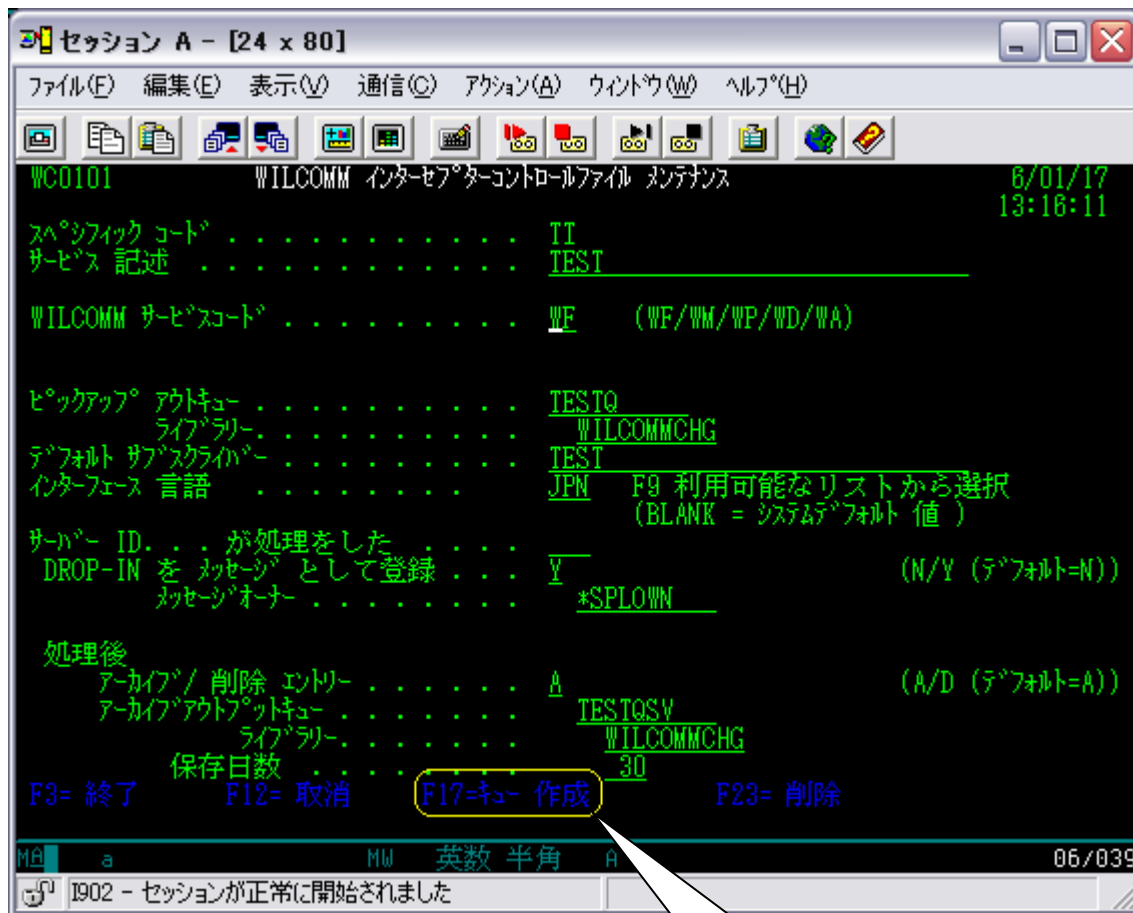 セッション A - [24 x 80]
ファイル(F) 編集(E) 表示(V) 通信(C) アクション(A) ウィンドウ(W) ヘルプ(H)
WC0101 WILCOMM インターセプターコントロールファイル メンテナンス 6/01/17
13:16:11
スペシフィック コード . . . . . . . . . . . TI
サービス 記述 . . . . . . . . . . . . TEST
WILCOMM サービスコード . . . . . . . . . WF (WF/WM/WP/WD/WA)
ピックアップ アウトキュー . . . . . . . . . . TESTQ
ライブラリー. . . . . . . . . . WILCOMMCHG
デフォルト サブスクライバー . . . . . . . . . TEST
インターフェース 言語 . . . . . . . . JPN F9 利用可能なリストから選択
(BLANK = システムデフォルト 値 )
サーバー ID. . . が処理をした . . . .
DROP-IN を メッセージ として登録 . . . Y (N/Y (デフォルト=N))
メッセージオーナー . . . . . . . . *SPLOWN
処理後
アーカイブ/ 削除 エントリー . . . . . . A (A/D (デフォルト=A))
アーカイブアウトプットキュー . . . . . . . TESTQSV
ライブラリー. . . . . . . WILCOMMCHG
保存日数 . . . . . . . . 30
F3= 終了 F12= 取消 F17=キュー 作成 F23= 削除
MA a MW 英数 半角 A 06/039
I902 - セッションが正常に開始されました